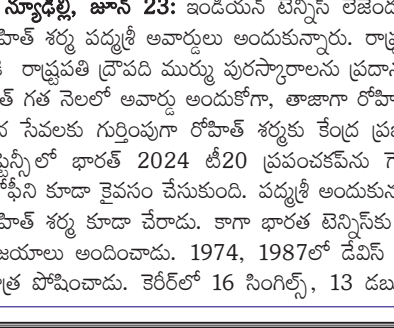 న్యూఢిల్లీ, జూన్ 23: ఇండియన్ టెన్నిస్ లెజెండ
హిత్ శర్మ పద్మశ్రీ అవార్డులు అందుకున్నారు. రాష్ట్ర
రాష్ట్రపతి ద్రౌపది ముర్ము పురస్కారాలను ప్రదాన
త్ గత నెలలో అవార్డు అందుకోగా, తాజాగా రోహి
న సేవలకు గుర్తింపుగా రోహిత్ శర్మకు కేంద్ర ప్రభ
ప్టెన్సీలో భారత్ 2024 టీ20 ప్రపంచకప్‌ను గె
ోఫీని కూడా కైవసం చేసుకుంది. పద్మశ్రీ అందుకున
హిత్ శర్మ కూడా చేరాడు. కాగా భారత టెన్నిస్‌కు
జయాలు అందించాడు. 1974, 1987లో డేవిస్
త్ర పోషించాడు. కెరీర్‌లో 16 సింగిల్స్, 13 డబు